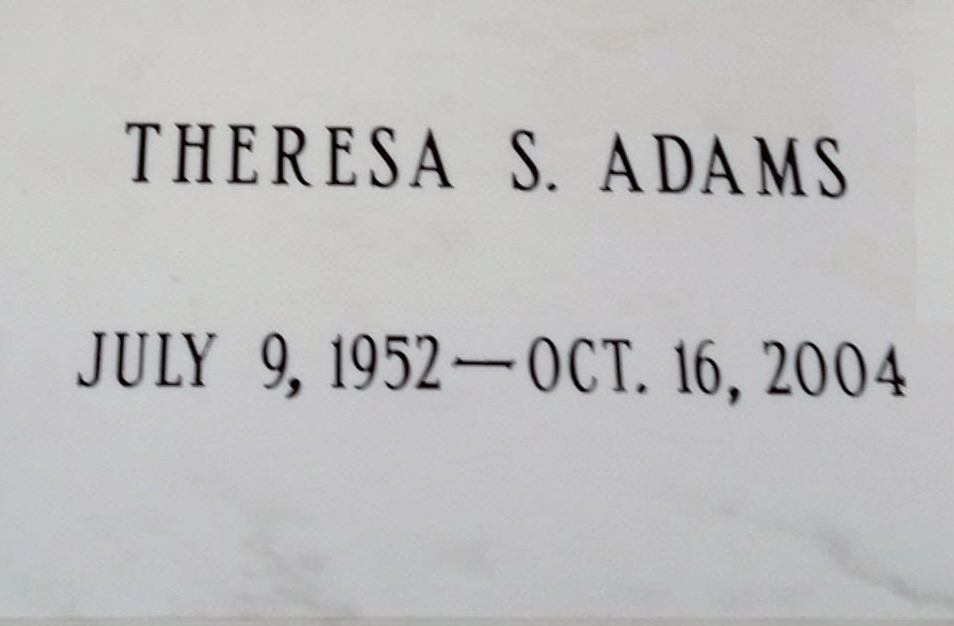 THERESA S. ADAMS
JULY 9, 1952—OCT. 16, 2004